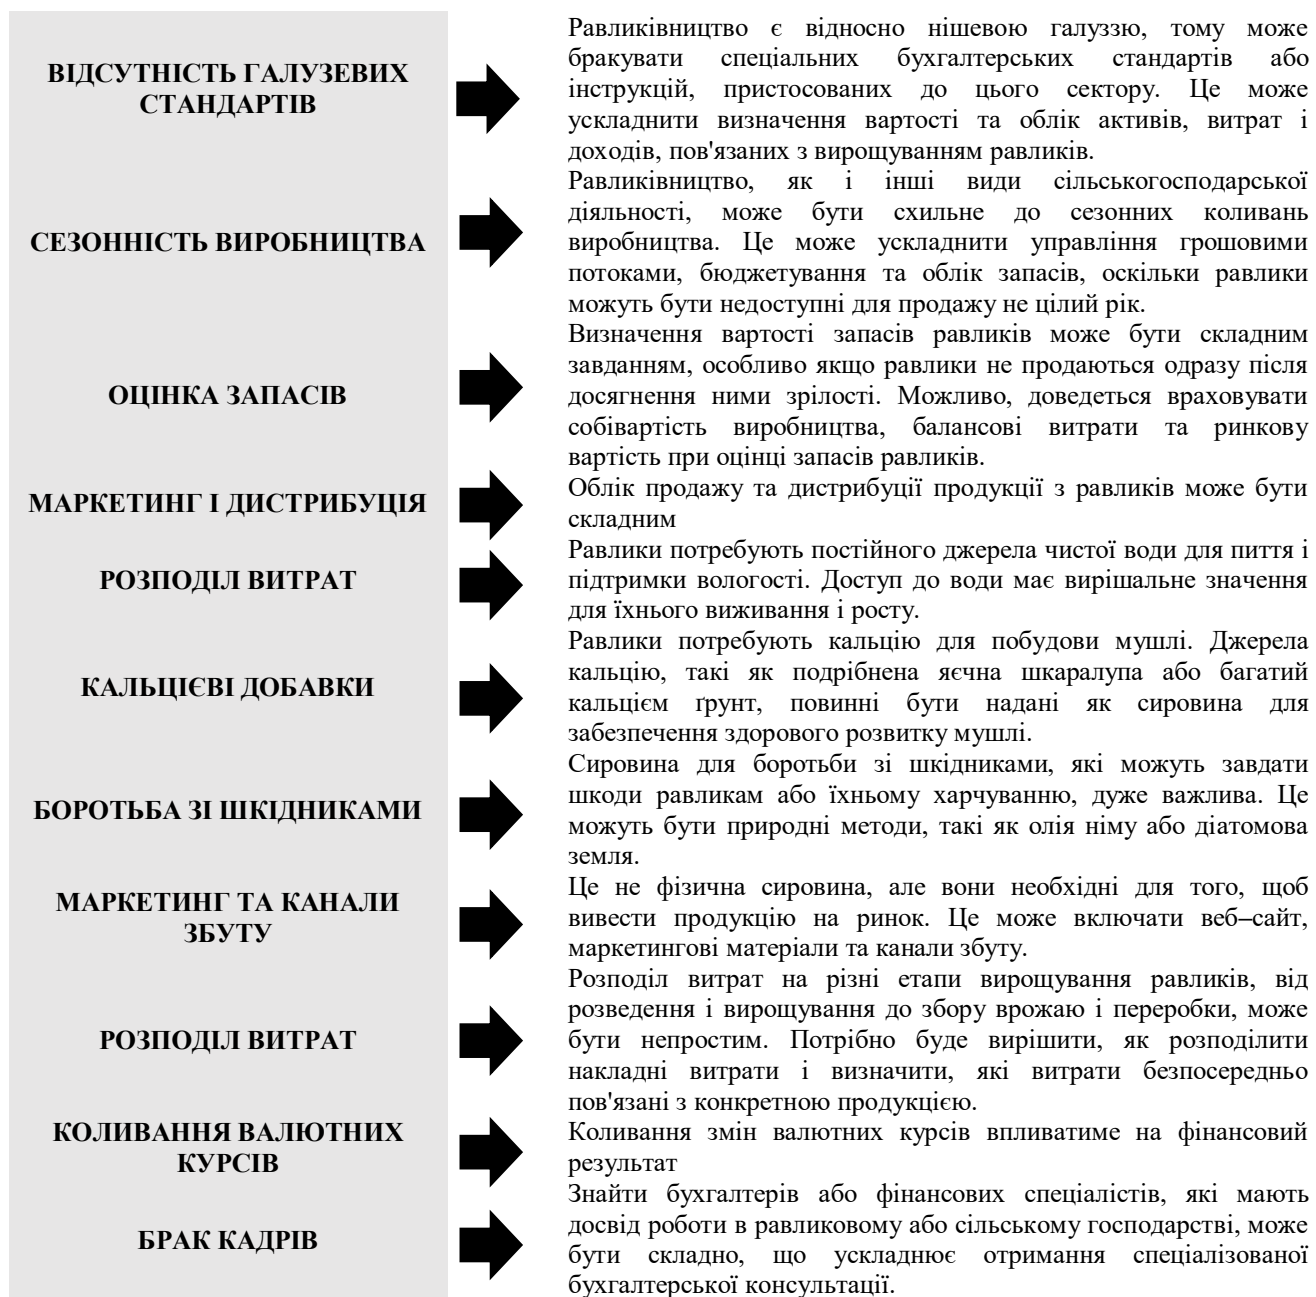 ВІДСУТНІСТЬ ГАЛУЗЕВИХ
СТАНДАРТІВ
Равликівництво є відносно нішевою галуззю, тому може
бракувати спеціальних бухгалтерських стандартів або
інструкцій, пристосованих до цього сектору. Це може
ускладнити визначення вартості та облік активів, витрат і
доходів, пов'язаних з вирощуванням равликів.
СЕЗОННІСТЬ ВИРОБНИЦТВА
Равликівництво, як і інші види сільськогосподарської
діяльності, може бути схильне до сезонних коливань
виробництва. Це може ускладнити управління грошовими
потоками, бюджетування та облік запасів, оскільки равлики
можуть бути недоступні для продажу не цілий рік.
ОЦІНКА ЗАПАСІВ
Визначення вартості запасів равликів може бути складним
завданням, особливо якщо равлики не продаються одразу після
досягнення ними зрілості. Можливо, доведеться враховувати
собівартість виробництва, балансові витрати та ринкову
вартість при оцінці запасів равликів.
МАРКЕТИНГ І ДИСТРИБУЦІЯ
Облік продажу та дистрибуції продукції з равликів може бути
складним
РОЗПОДІЛ ВИТРАТ
Равлики потребують постійного джерела чистої води для пиття і
підтримки вологості. Доступ до води має вирішальне значення
для їхнього виживання і росту.
КАЛЬЦІЄВІ ДОБАВКИ
Равлики потребують кальцію для побудови мушлі. Джерела
кальцію, такі як подрібнена яєчна шкаралупа або багатий
кальцієм ґрунт, повинні бути надані як сировина для
забезпечення здорового розвитку мушлі.
БОРОТЬБА ЗІ ШКІДНИКАМИ
Сировина для боротьби зі шкідниками, які можуть завдати
шкоди равликам або їхньому харчуванню, дуже важлива. Це
можуть бути природні методи, такі як олія німу або діатомова
земля.
МАРКЕТИНГ ТА КАНАЛИ
ЗБУТУ
Це не фізична сировина, але вони необхідні для того, щоб
вивести продукцію на ринок. Це може включати веб–сайт,
маркетингові матеріали та канали збуту.
РОЗПОДІЛ ВИТРАТ
Розподіл витрат на різні етапи вирощування равликів, від
розведення і вирощування до збору врожаю і переробки, може
бути непростим. Потрібно буде вирішити, як розподілити
накладні витрати і визначити, які витрати безпосередньо
пов'язані з конкретною продукцією.
КОЛИВАННЯ ВАЛЮТНИХ
КУРСІВ
Коливання змін валютних курсів впливатиме на фінансовий
результат
БРАК КАДРІВ
Знайти бухгалтерів або фінансових спеціалістів, які мають
досвід роботи в равликовому або сільському господарстві, може
бути складно, що ускладнює отримання спеціалізованої
бухгалтерської консультації.